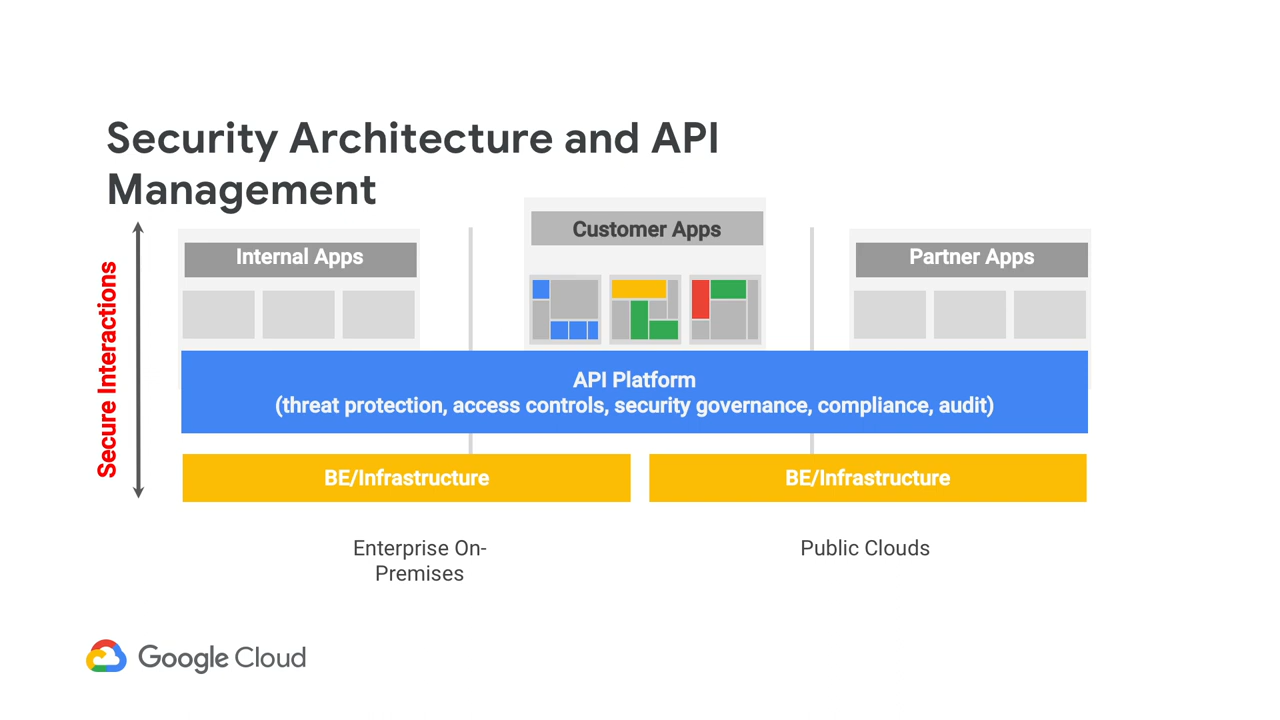 Security Architecture and API
Management
Customer Apps
Internal Apps
Partner Apps
Secure Interactions
API Platform
(threat protection, access controls, security governance, compliance, audit)
BE/Infrastructure
BE/Infrastructure
Enterprise On-
Premises
Public Clouds
Google Cloud